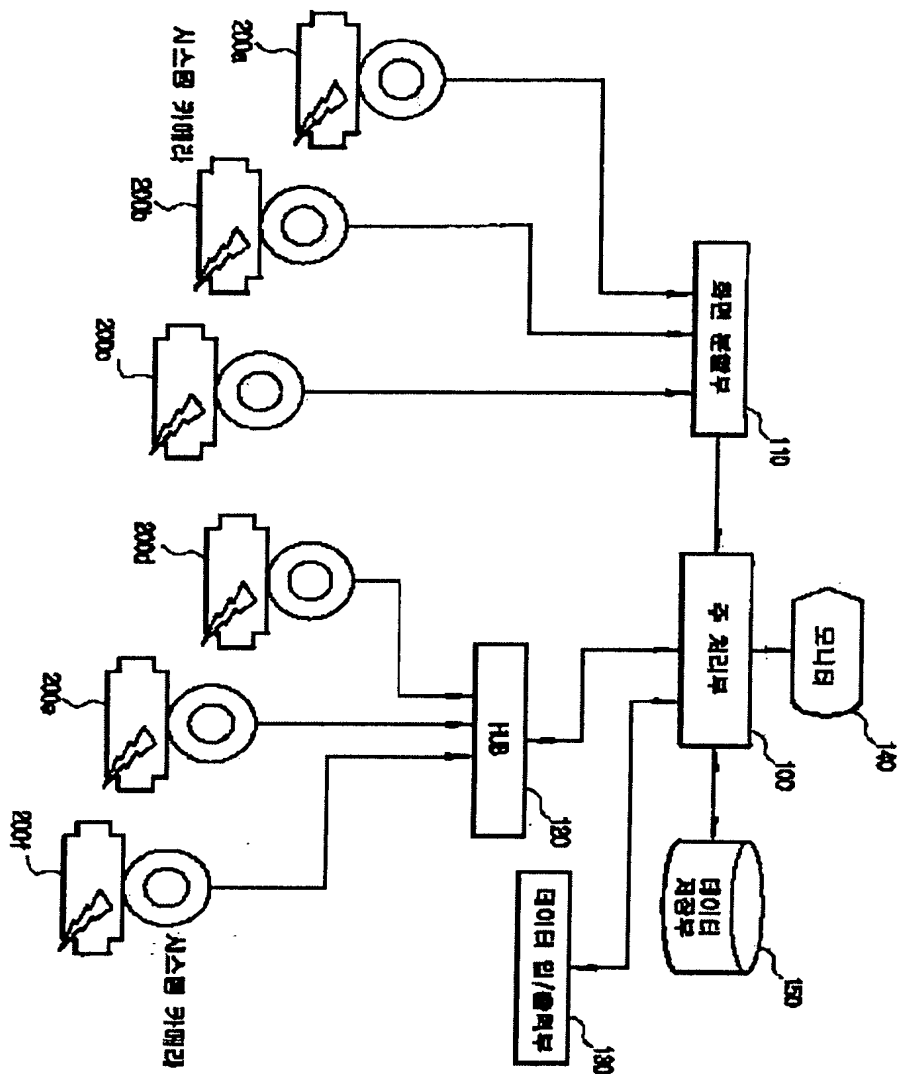 모니터
140
화면 분할부
110
주 처리부
100
데이터
저장부
150
HUB
120
데이터 입/출력부
130
200a
200b
200c
200d
200e
200f
시스템 카메라
시스템 카메라